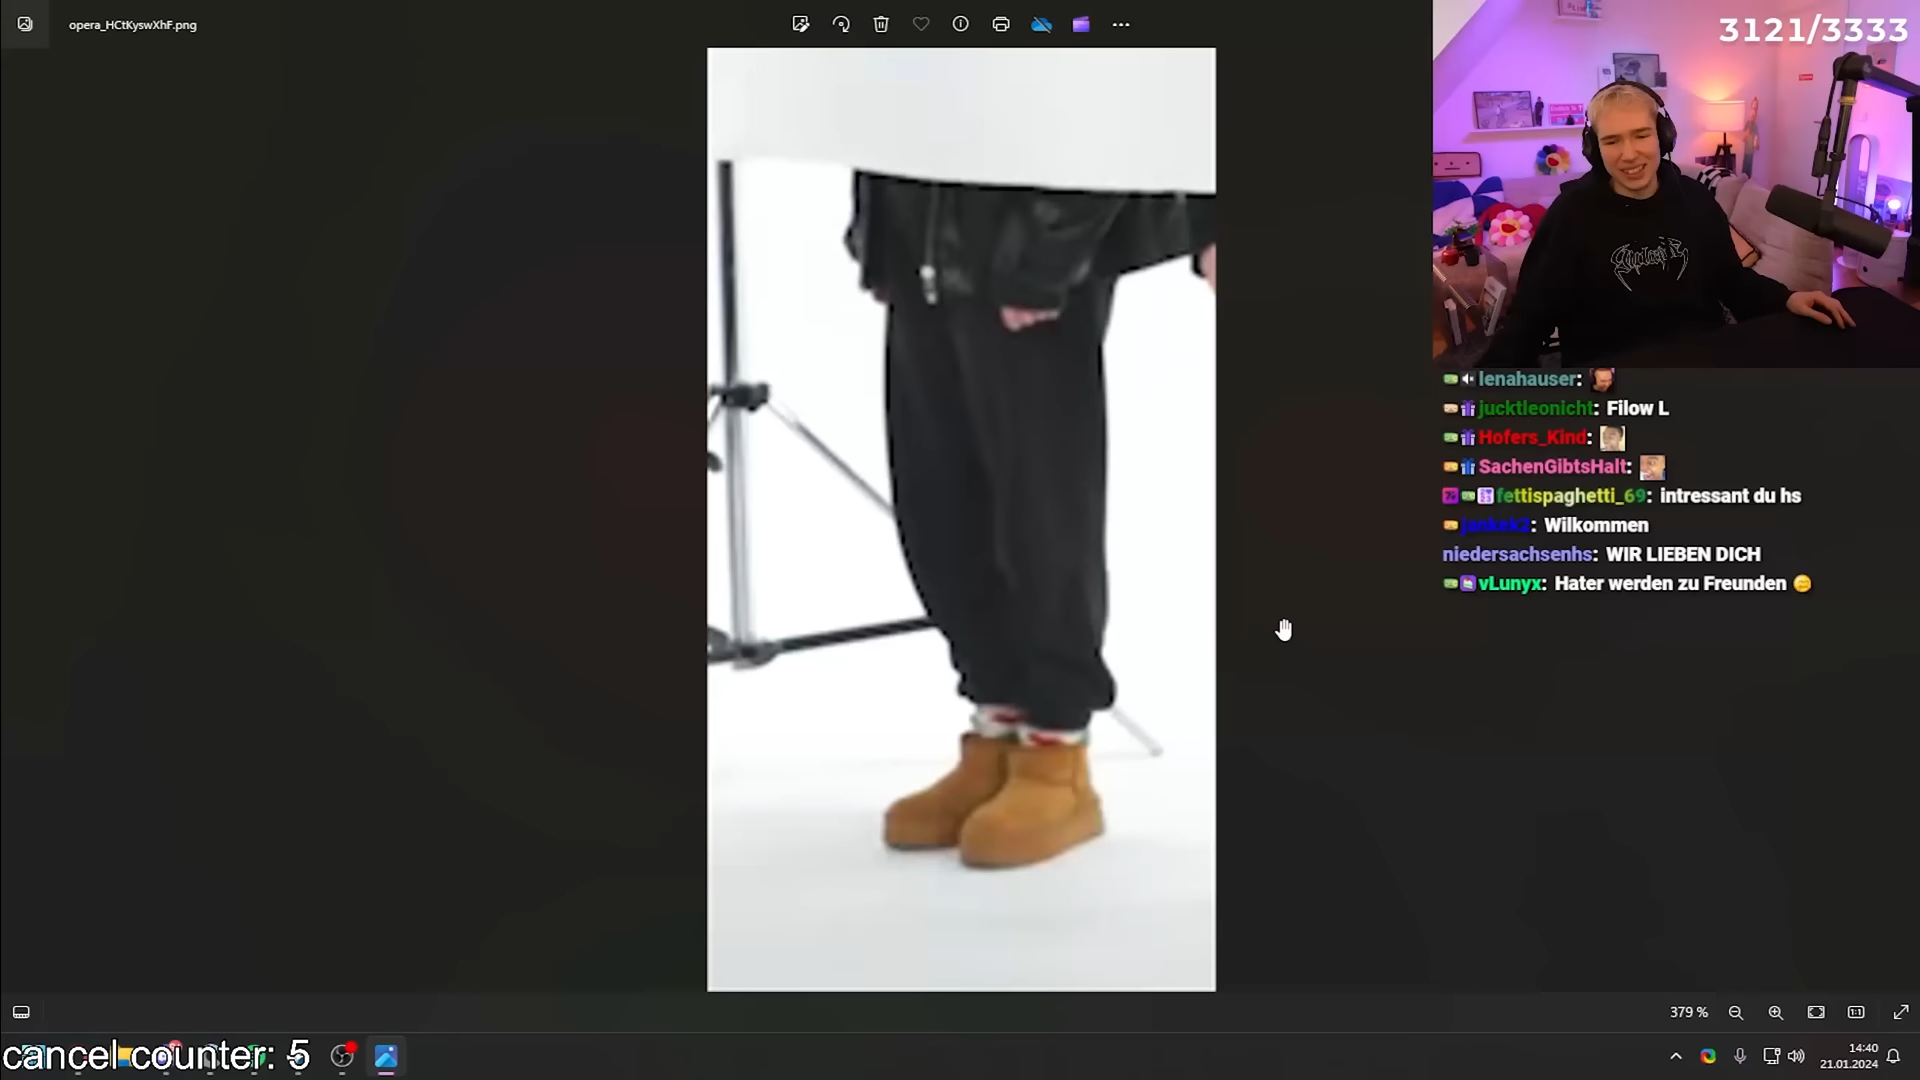 opera_HCtKyswXhF.png
3121/3333
lenahauser:
jucktleonicht: Filow L
Hofers_Kind:
SachenGibtsHalt:
fettispaghetti_69: intressant du hs
jankek2: Wilkommen
niedersachsenhs: WIR LIEBEN DICH
vLunyx: Hater werden zu Freunden
379 %
cancel counter: 5
14:40
21.01.2024